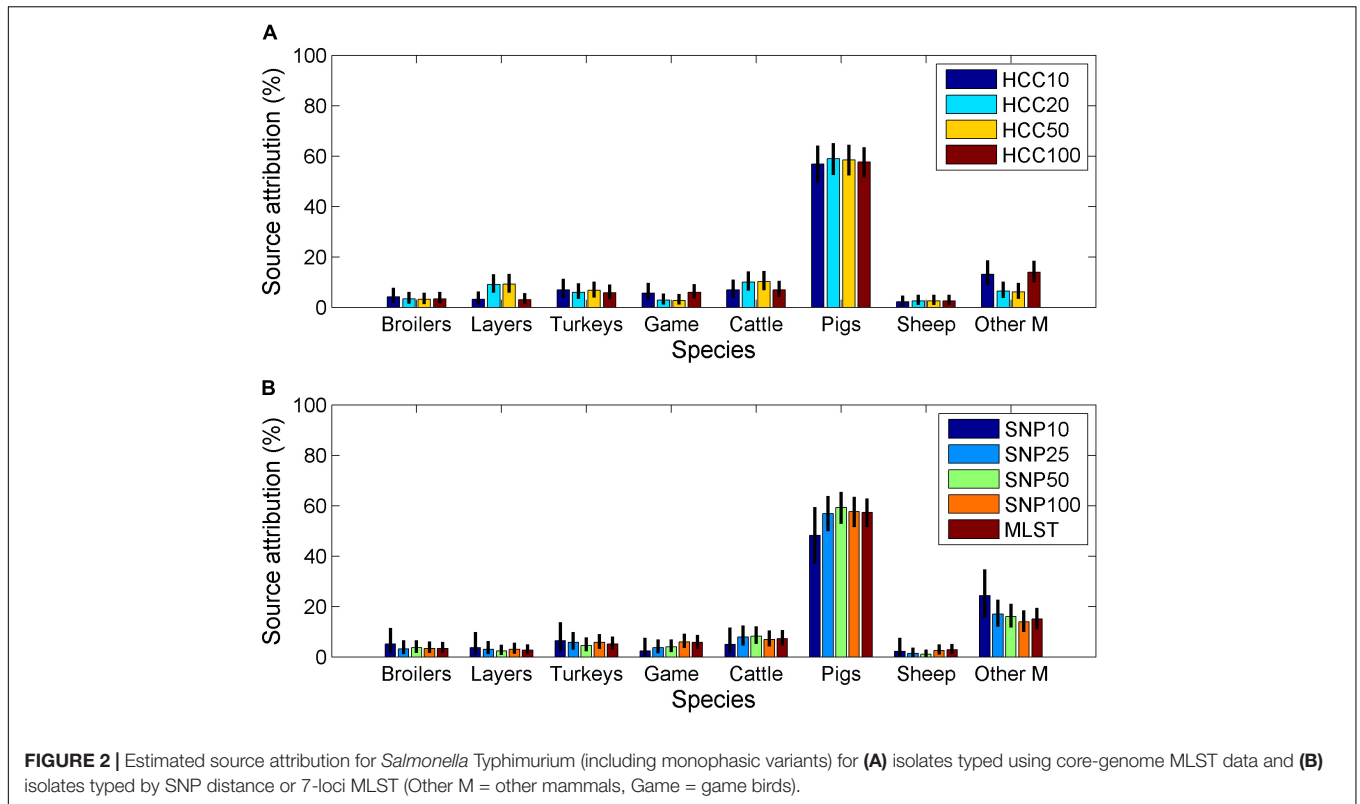 A
100
80
60
40
20
0
Source attribution (%)
HCC10
HCC20
HCC50
HCC100
Broilers Layers Turkeys Game Cattle Pigs Sheep Other M
Species
B
100
80
60
40
20
0
Source attribution (%)
SNP10
SNP25
SNP50
SNP100
MLST
Broilers Layers Turkeys Game Cattle Pigs Sheep Other M
Species
FIGURE 2 | Estimated source attribution for Salmonella Typhimurium (including monophasic variants) for (A) isolates typed using core-genome MLST data and (B)
isolates typed by SNP distance or 7-loci MLST (Other M = other mammals, Game = game birds).